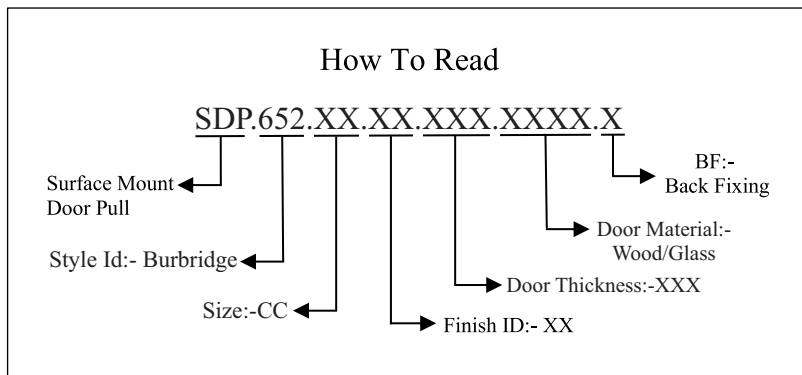 How To Read
SDP.652.XX.XX.XXX.XXXX.X
BF:-
Back Fixing
Surface Mount
Door Pull
Door Material:-
Wood/Glass
Style Id:- Burbridge
Door Thickness:-XXX
Size:-CC
Finish ID:- XX